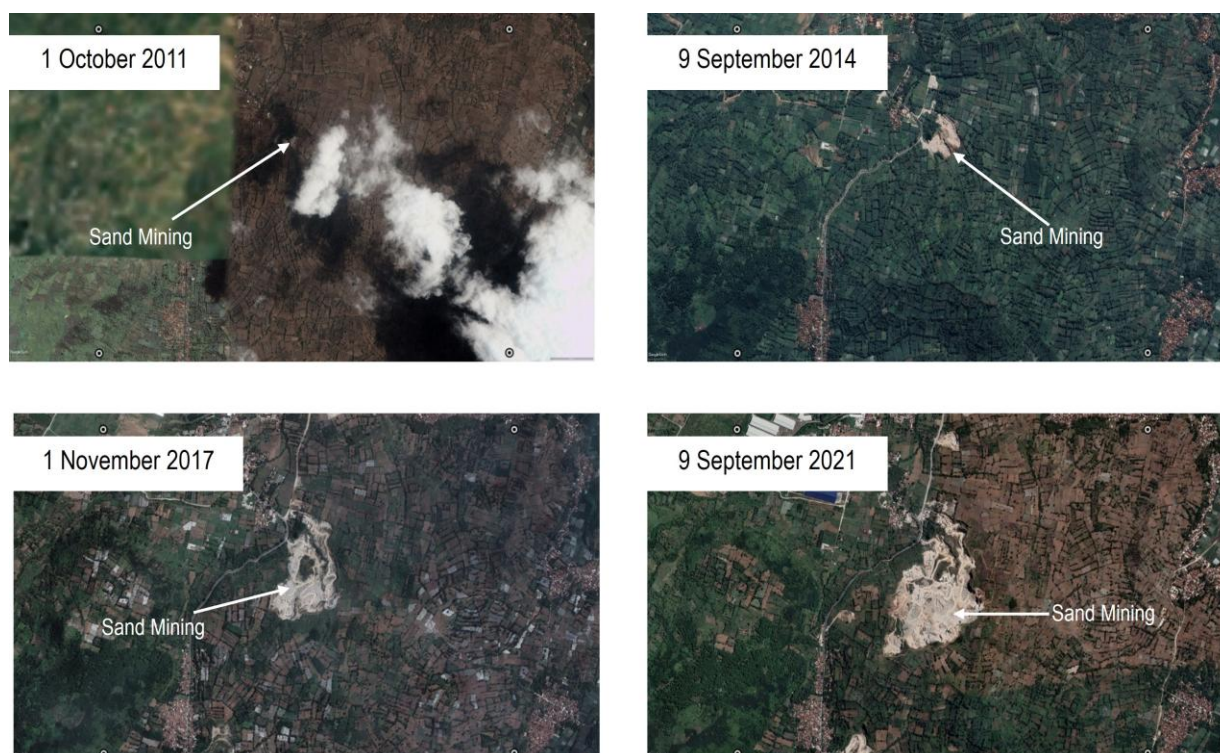 1 October 2011
Sand Mining
9 September 2014
Sand Mining
1 November 2017
Sand Mining
9 September 2021
Sand Mining